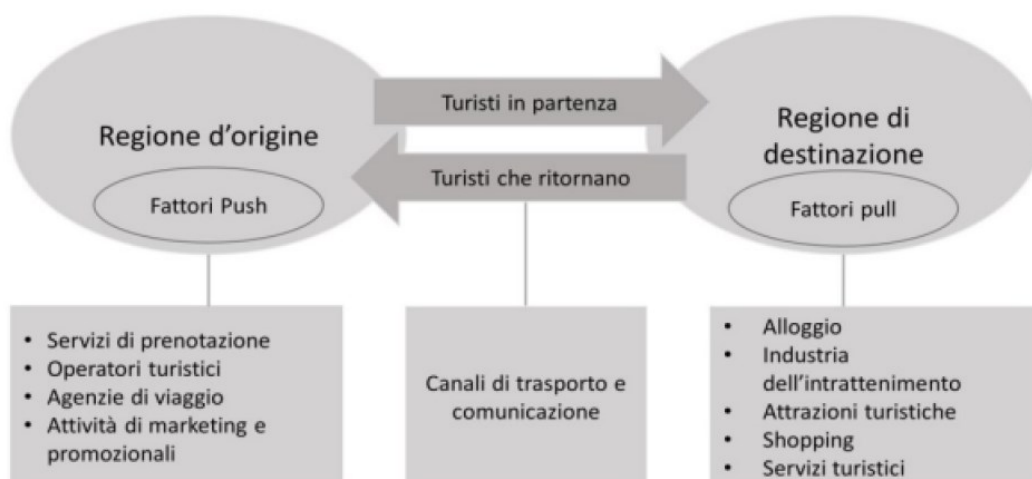 Regione d'origine
Fattori Push
Turisti in partenza
Turisti che ritornano
Regione di
destinazione
Fattori pull
• Servizi di prenotazione
• Operatori turistici
• Agenzie di viaggio
• Attività di marketing e
promozionali
Canali di trasporto e
comunicazione
• Alloggio
• Industria
dell'intrattenimento
• Attrazioni turistiche
• Shopping
• Servizi turistici